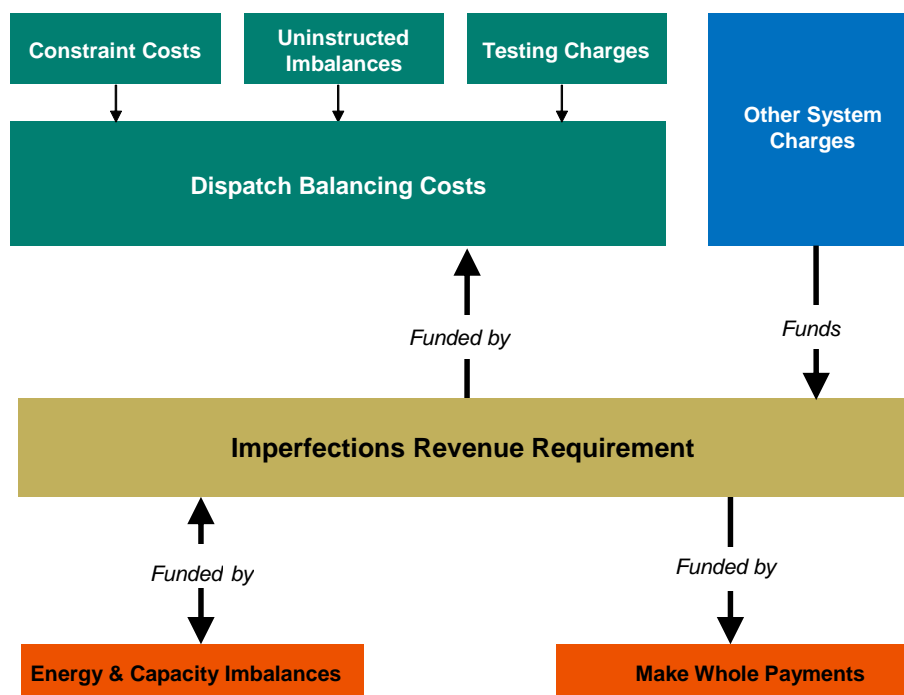 Constraint Costs
Uninstructed
Imbalances
Testing Charges
Other System
Charges
Dispatch Balancing Costs
Funded by
Funds
Imperfections Revenue Requirement
Funded by
Funded by
Energy & Capacity Imbalances
Make Whole Payments